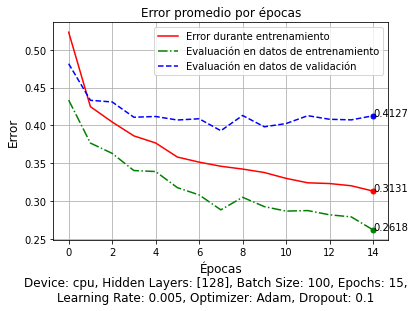 Error promedio por épocas
Error durante entrenamiento
Evaluación en datos de entrenamiento
Evaluación en datos de validación
Error
0.50
0.45
0.40
0.35
0.30
0.25
0.4127
0.3131
0.2618
0 2 4 6 8 10 12 14
Épocas
Device: cpu, Hidden Layers: [128], Batch Size: 100, Epochs: 15,
Learning Rate: 0.005, Optimizer: Adam, Dropout: 0.1